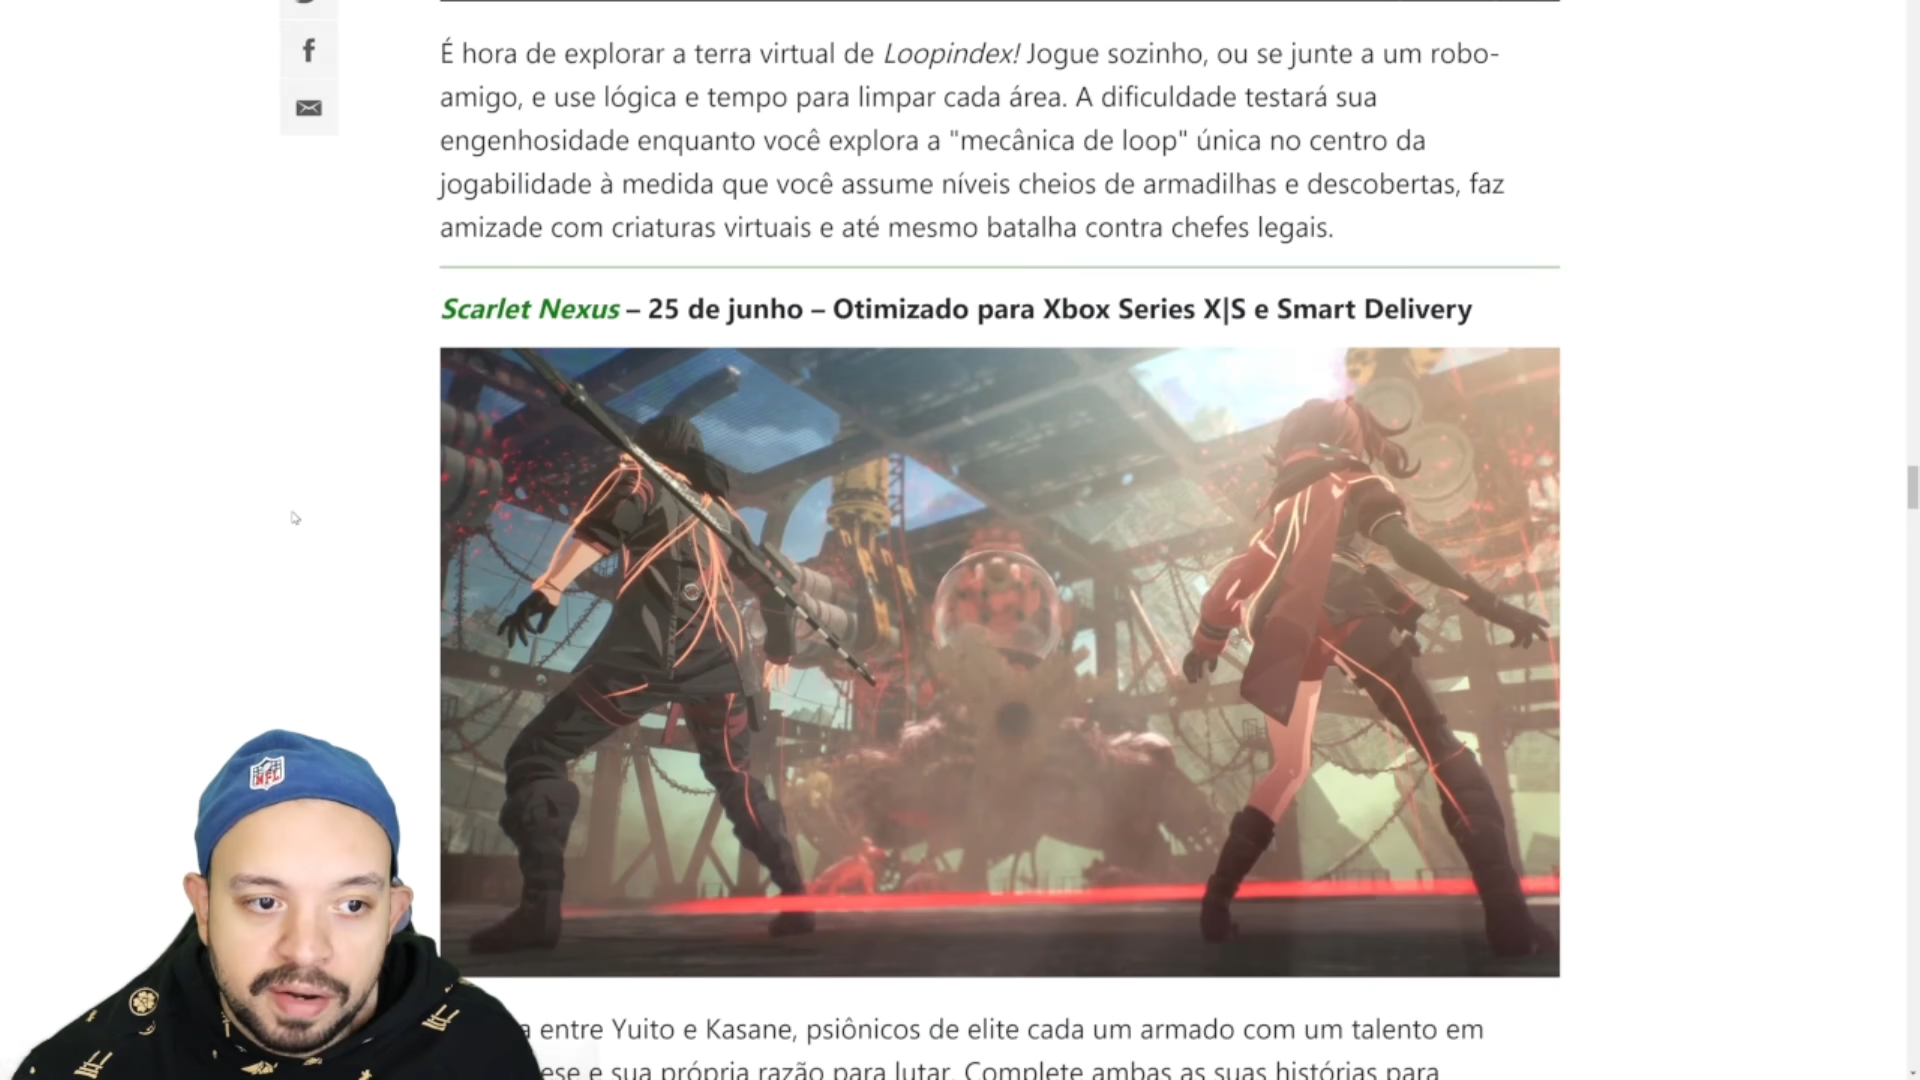 É hora de explorar a terra virtual de Loopindex! Jogue sozinho, ou se junte a um robo-
amigo, e use lógica e tempo para limpar cada área. A dificuldade testará sua
engenhosidade enquanto você explora a "mecânica de loop" única no centro da
jogabilidade à medida que você assume níveis cheios de armadilhas e descobertas, faz
amizade com criaturas virtuais e até mesmo batalha contra chefes legais.
Scarlet Nexus – 25 de junho – Otimizado para Xbox Series X|S e Smart Delivery
NFL
entre Yuito e Kasane, psiônicos de elite cada um armado com um talento em
e sua própria razão para lutar. Complete ambas as suas histórias para